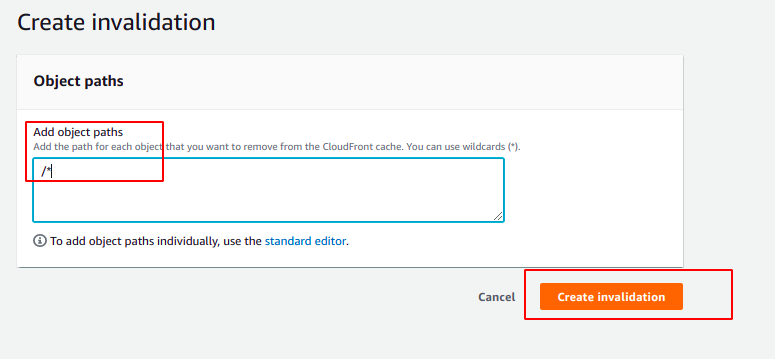 Create invalidation
Object paths
Add object paths
Add the path for each object that you want to remove from the CloudFront cache. You can use wildcards (*).
/*
To add object paths individually, use the standard editor.
Cancel
Create invalidation